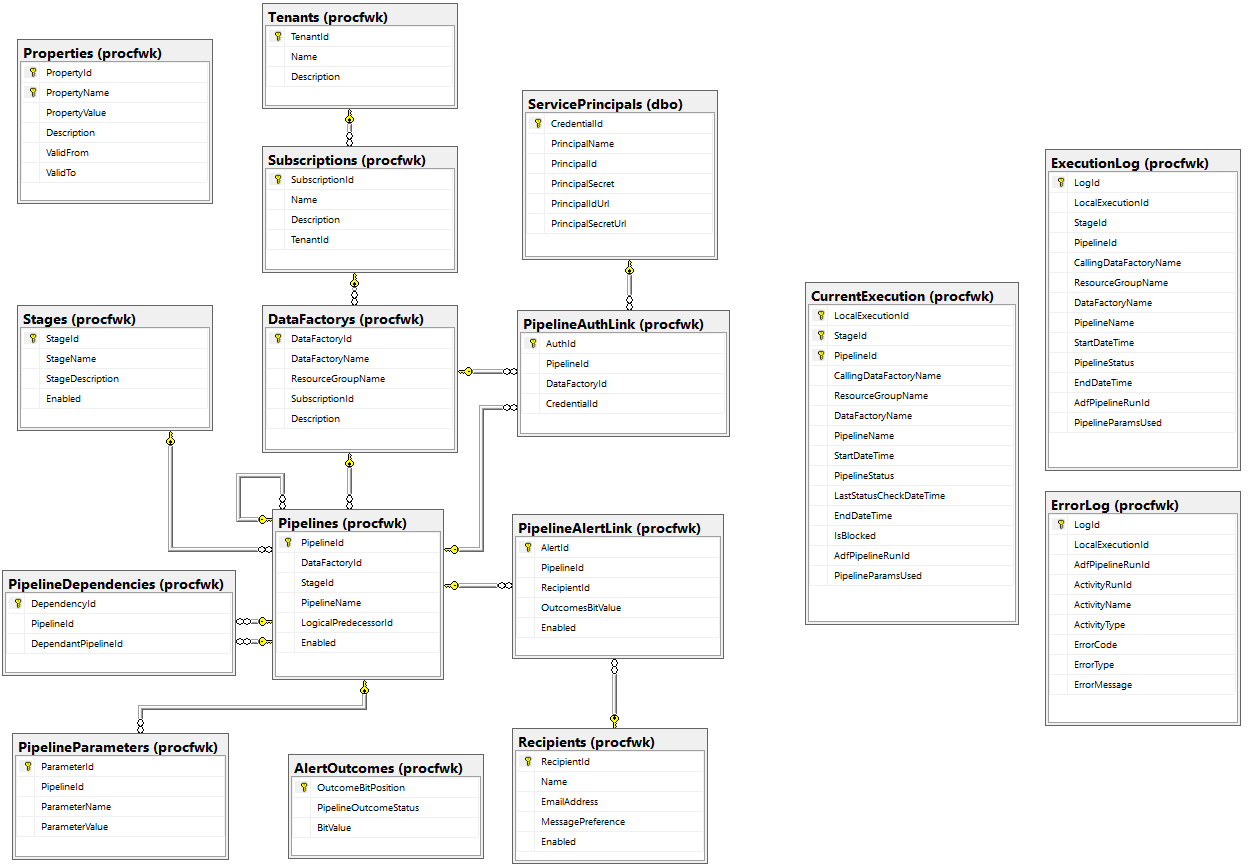 Tenants (procfwk)
TenantId
Name
Description
Properties (procfwk)
PropertyId
PropertyName
PropertyValue
Description
ValidFrom
ValidTo
ServicePrincipals (dbo)
CredentialId
PrincipalName
PrincipalId
PrincipalSecret
PrincipalIdUrl
PrincipalSecretUrl
Subscriptions (procfwk)
SubscriptionId
Name
Description
TenantId
ExecutionLog (procfwk)
LogId
LocalExecutionId
StageId
PipelineId
CallingDataFactoryName
ResourceGroupName
DataFactoryName
PipelineName
StartDateTime
PipelineStatus
EndDateTime
AdfPipelineRunId
PipelineParamsUsed
CurrentExecution (procfwk)
LocalExecutionId
StageId
PipelineId
CallingDataFactoryName
ResourceGroupName
DataFactoryName
PipelineName
StartDateTime
PipelineStatus
LastStatusCheckDateTime
EndDateTime
IsBlocked
AdfPipelineRunId
PipelineParamsUsed
Stages (procfwk)
StageId
StageName
StageDescription
Enabled
DataFactorys (procfwk)
DataFactoryId
DataFactoryName
ResourceGroupName
SubscriptionId
Description
PipelineAuthLink (procfwk)
AuthId
PipelineId
DataFactoryId
CredentialId
ErrorLog (procfwk)
LogId
LocalExecutionId
AdfPipelineRunId
ActivityRunId
ActivityName
ActivityType
ErrorCode
ErrorType
ErrorMessage
Pipelines (procfwk)
PipelineId
DataFactoryId
StageId
PipelineName
LogicalPredecessorId
Enabled
PipelineAlertLink (procfwk)
AlertId
PipelineId
RecipientId
OutcomesBitValue
Enabled
PipelineDependencies (procfwk)
DependencyId
PipelineId
DependantPipelineId
PipelineParameters (procfwk)
ParameterId
PipelineId
ParameterName
ParameterValue
AlertOutcomes (procfwk)
OutcomeBitPosition
PipelineOutcomeStatus
BitValue
Recipients (procfwk)
RecipientId
Name
EmailAddress
MessagePreference
Enabled